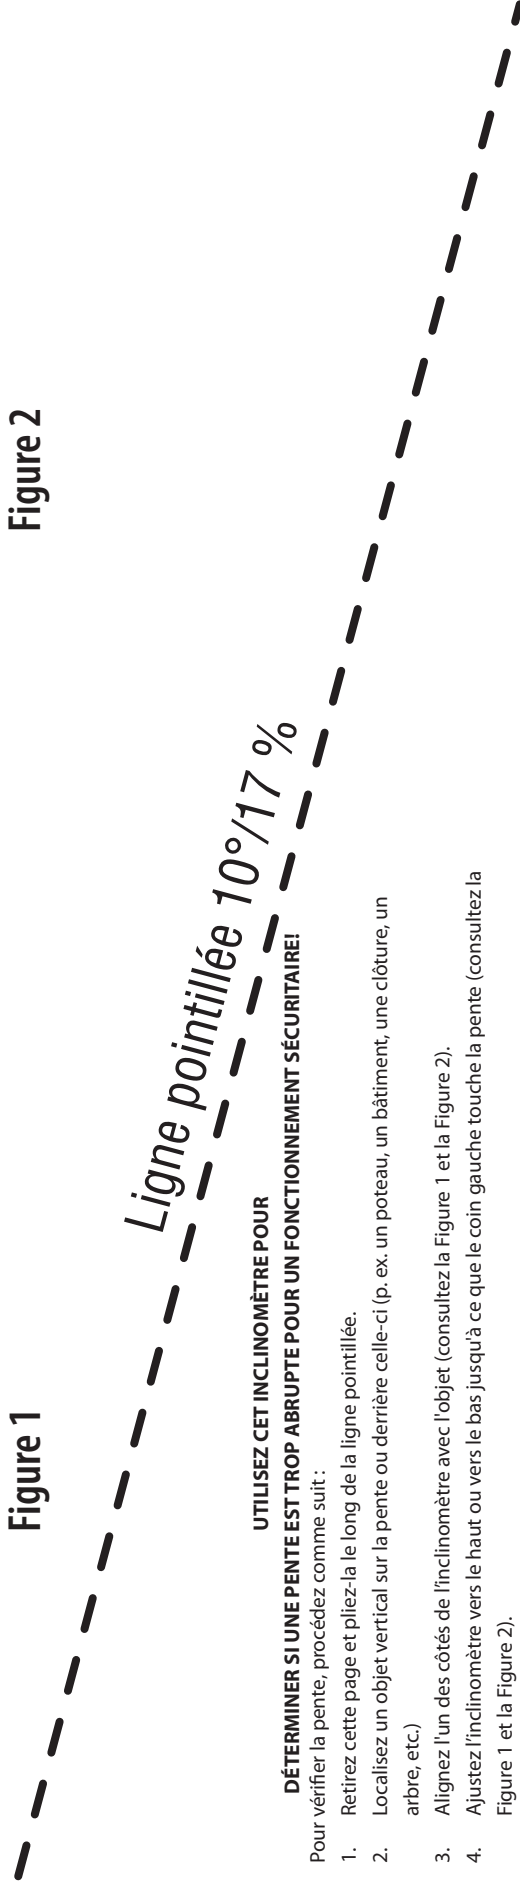 Figure 1
Figure 2
Ligne pointillée 10°/17 %
UTILISEZ CET INCLINOMÈTRE POUR
DÉTERMINER SI UNE PENTE EST TROP ABRUPTE POUR UN FONCTIONNEMENT SÉCURITAIRE!
Pour vérifier la pente, procédez comme suit :
1. Retirez cette page et pliez-la le long de la ligne pointillée.
2. Localisez un objet vertical sur la pente ou derrière celle-ci (p. ex. un poteau, un bâtiment, une clôture, un
arbre, etc.)
3. Alignez l'un des côtés de l'inclinomètre avec l'objet (consultez la Figure 1 et la Figure 2).
4. Ajustez l'inclinomètre vers le haut ou vers le bas jusqu'à ce que le coin gauche touche la pente (consultez la
Figure 1 et la Figure 2).